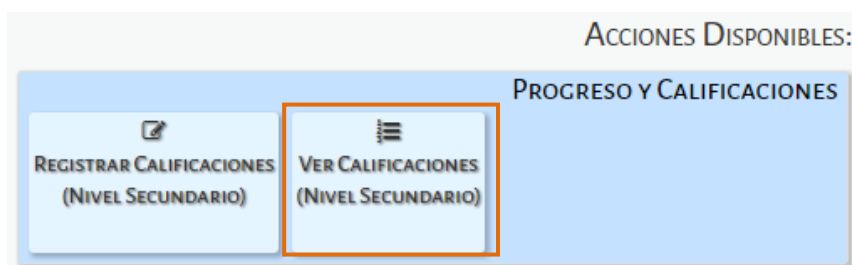 Acciones Disponibles:
Progreso y Calificaciones
Registrar Calificaciones
(Nivel Secundario)
Ver Calificaciones
(Nivel Secundario)